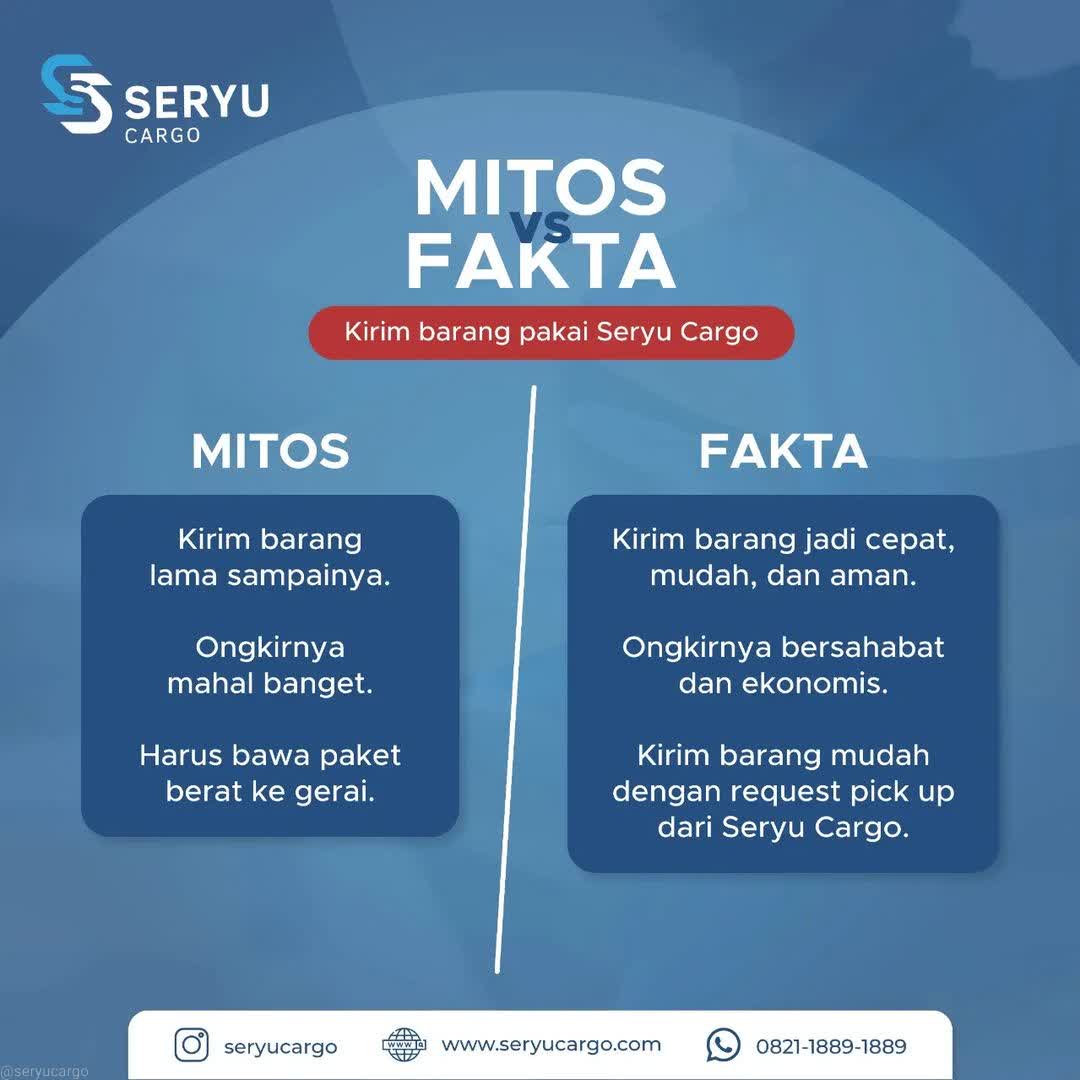 SERYU
CARGO
MITOS
VS
FAKTA
Kirim barang pakai Seryu Cargo
MITOS
Kirim barang
lama sampainya.
Ongkirnya
mahal banget.
Harus bawa paket
berat ke gerai.
FAKTA
Kirim barang jadi cepat,
mudah, dan aman.
Ongkirnya bersahabat
dan ekonomis.
Kirim barang mudah
dengan request pick up
dari Seryu Cargo.
seryucargo
www.seryucargo.com
0821-1889-1889
@seryucargo